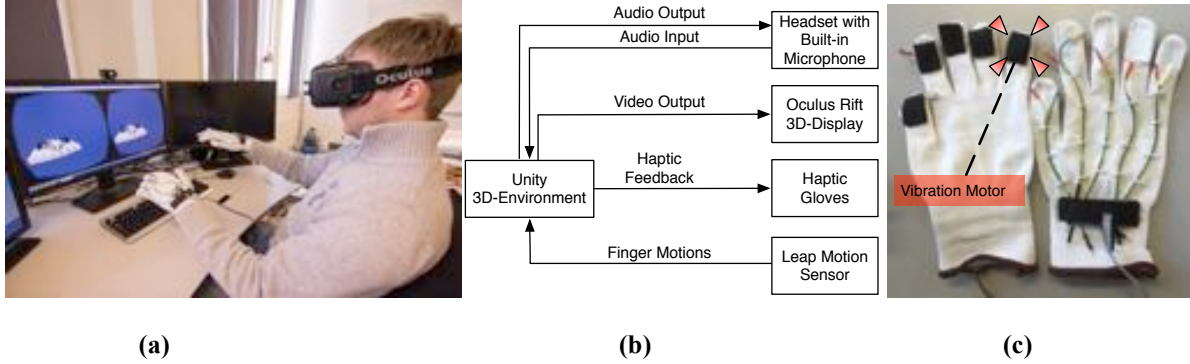 Oculus
Audio Output
Audio Input
Headset with
Built-in
Microphone
Video Output
Oculus Rift
3D-Display
Unity
3D-Environment
Haptic
Feedback
Haptic
Gloves
Finger Motions
Leap Motion
Sensor
Vibration Motor
(a)
(b)
(c)